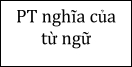 PT nghĩa của
từ ngữ